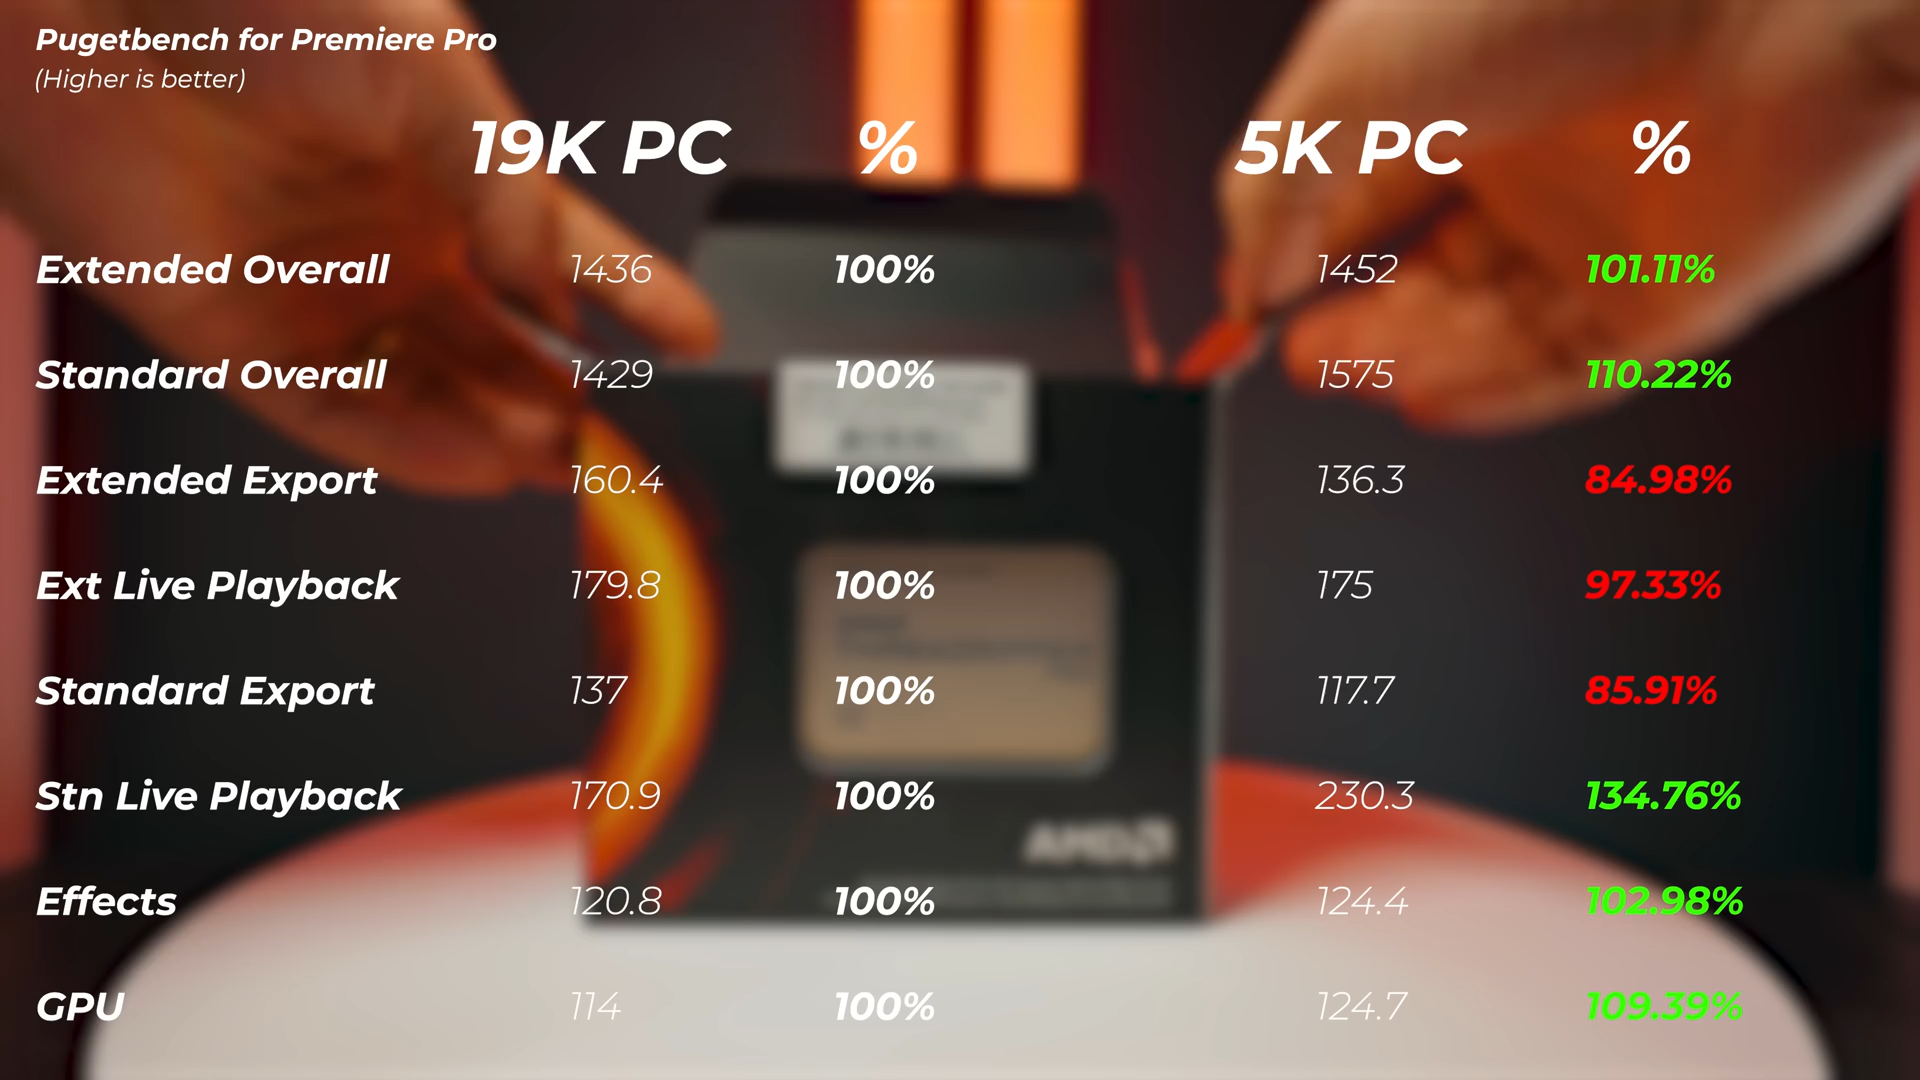 Pugetbench for Premiere Pro
(Higher is better)
19K PC % 5K PC %
Extended Overall 1436 100% 1452 101.11%
Standard Overall 1429 100% 1575 110.22%
Extended Export 160.4 100% 136.3 84.98%
Ext Live Playback 179.8 100% 175 97.33%
Standard Export 137 100% 117.7 85.91%
Stn Live Playback 170.9 100% 230.3 134.76%
AMD
Effects 120.8 100% 124.4 102.98%
GPU 114 100% 124.7 109.39%